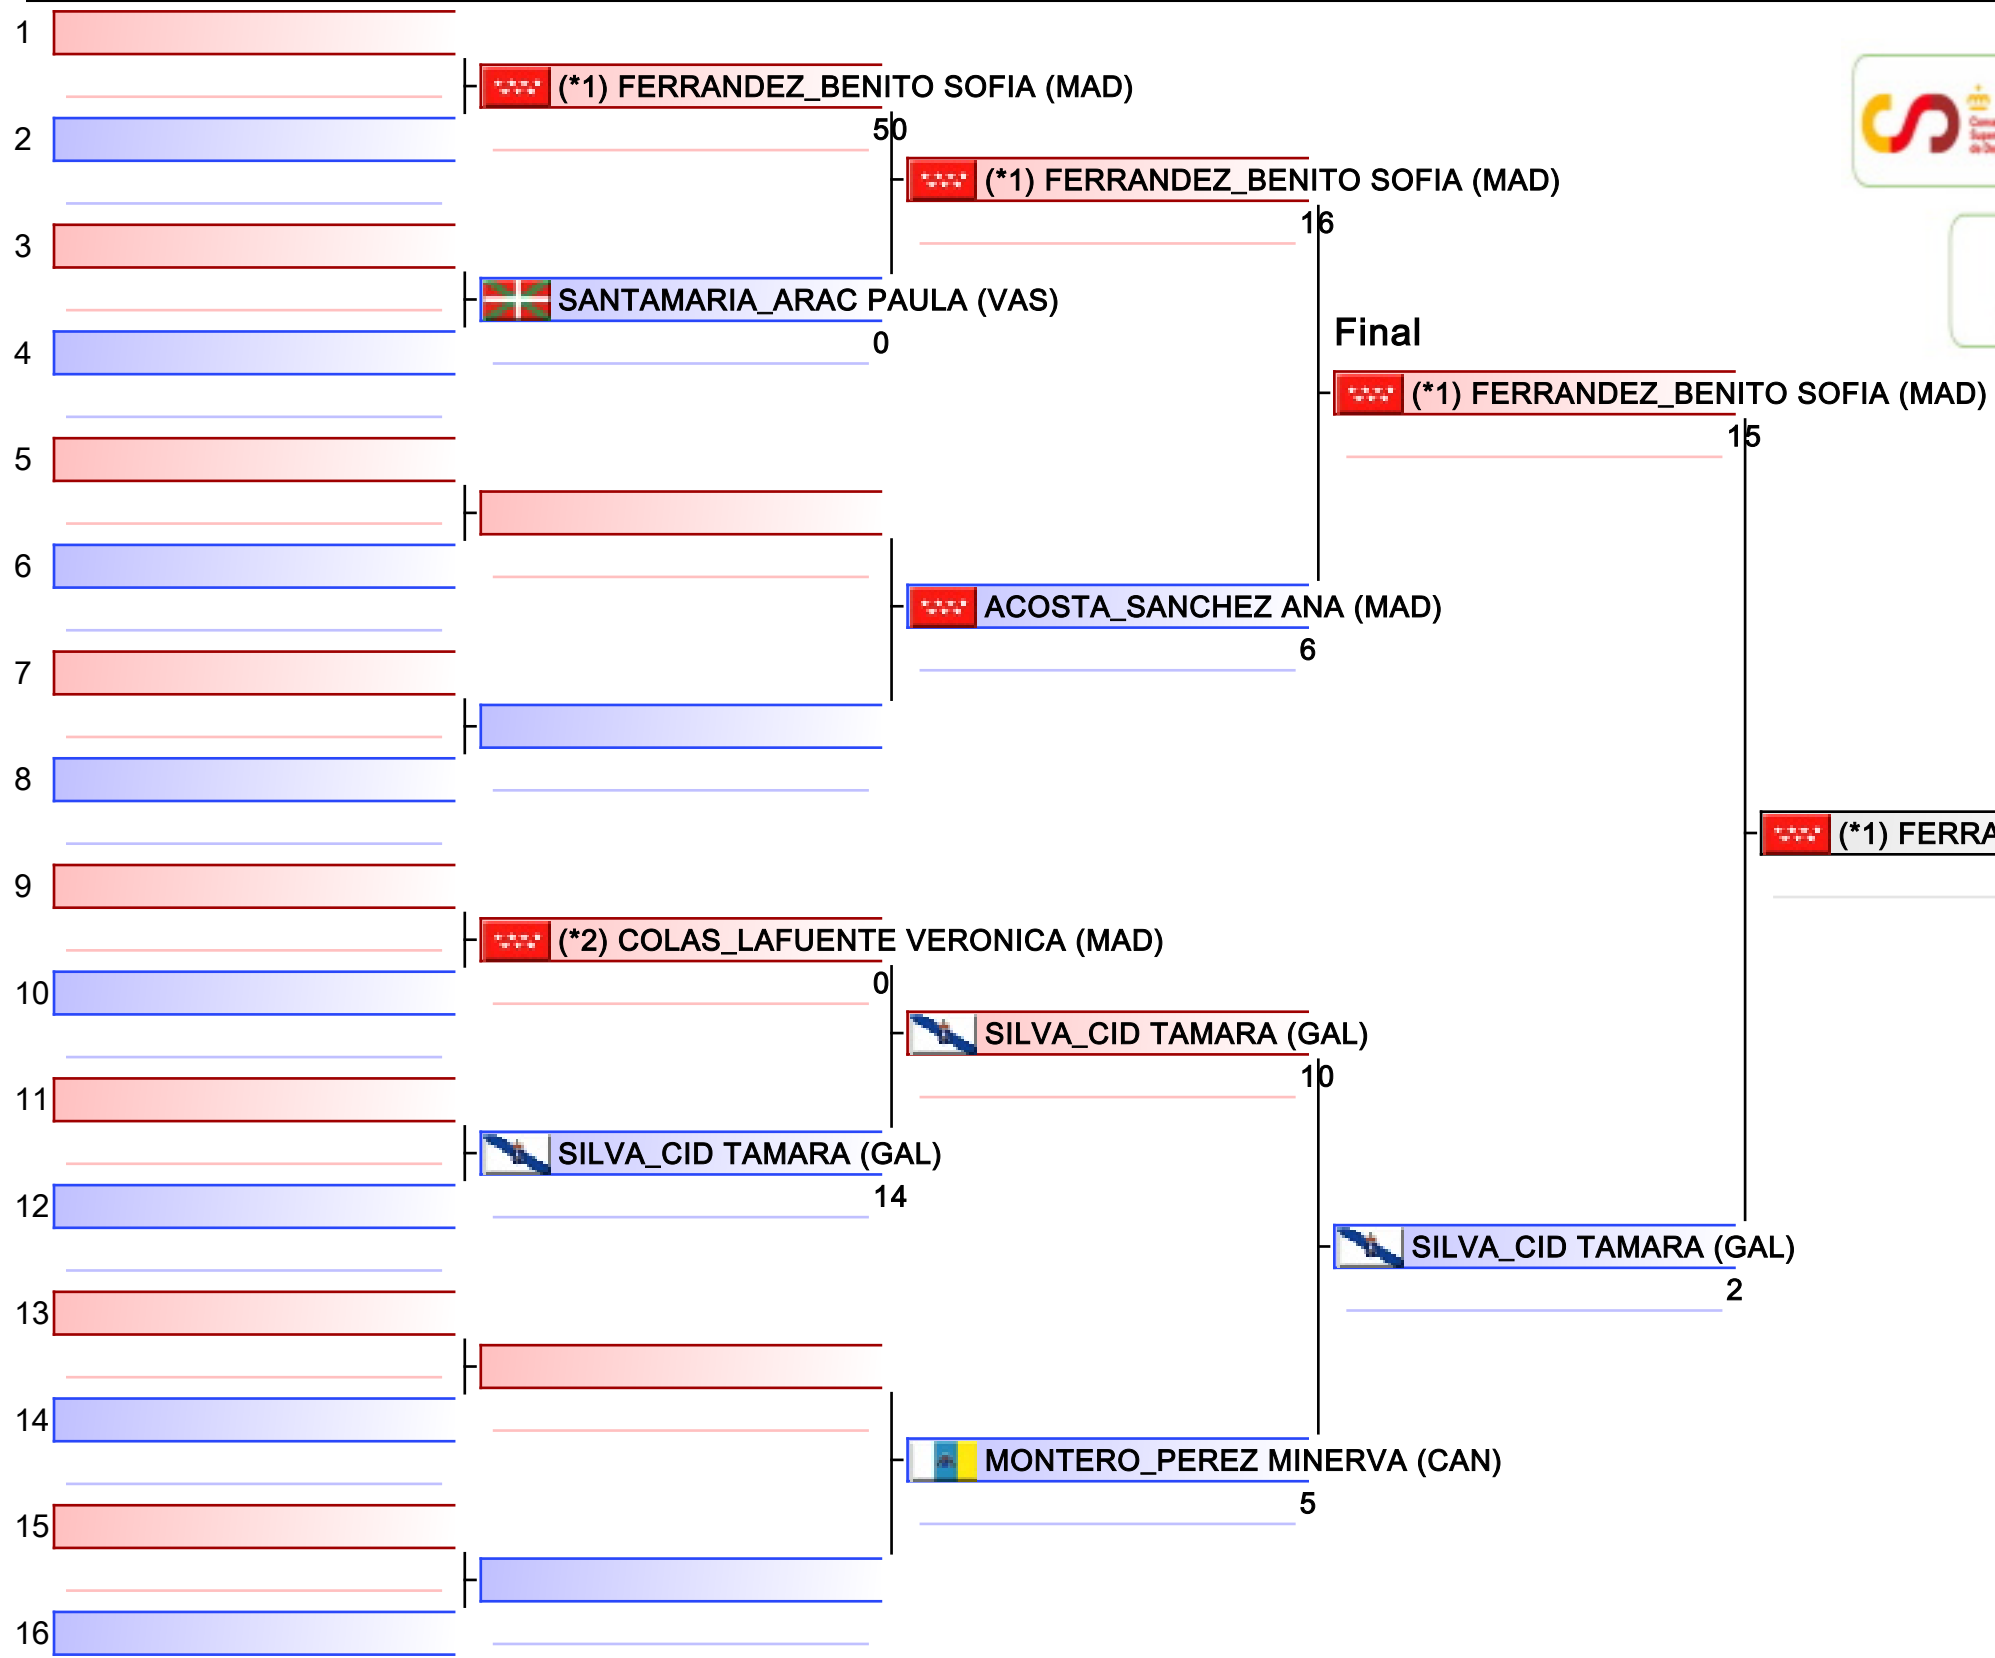 1
(*1) FERRANDEZ_BENITO SOFIA (MAD)
50
2
(*1) FERRANDEZ_BENITO SOFIA (MAD)
16
3
SANTAMARIA_ARAC PAULA (VAS)
0
4
Final
(*1) FERRANDEZ_BENITO SOFIA (MAD)
15
5
6
ACOSTA_SANCHEZ ANA (MAD)
6
7
8
(*1) FERRA
9
(*2) COLAS_LAFUENTE VERONICA (MAD)
0
10
SILVA_CID TAMARA (GAL)
10
11
SILVA_CID TAMARA (GAL)
14
12
SILVA_CID TAMARA (GAL)
2
13
14
MONTERO_PEREZ MINERVA (CAN)
5
15
16